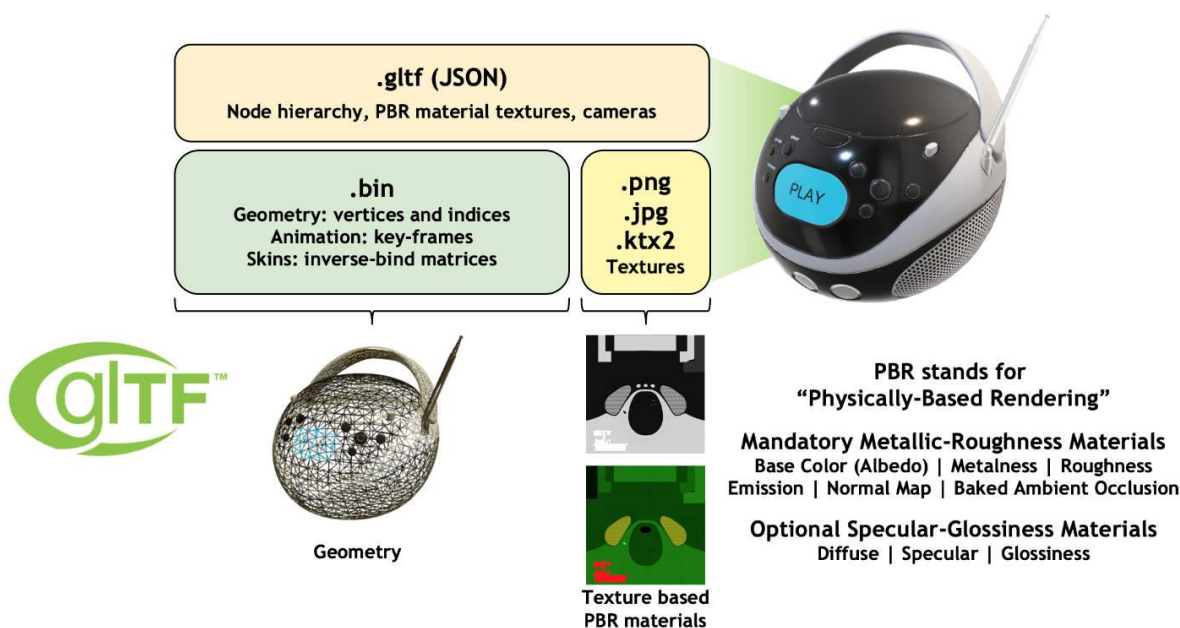 .gltf (JSON)
Node hierarchy, PBR material textures, cameras
.bin
Geometry: vertices and indices
Animation: key-frames
Skins: inverse-bind matrices
.png
.jpg
.ktx2
Textures
PLAY
glTF™
Geometry
Texture based
PBR materials
PBR stands for
“Physically-Based Rendering”
Mandatory Metallic-Roughness Materials
Base Color (Albedo) | Metalness | Roughness
Emission | Normal Map | Baked Ambient Occlusion
Optional Specular-Glossiness Materials
Diffuse | Specular | Glossiness